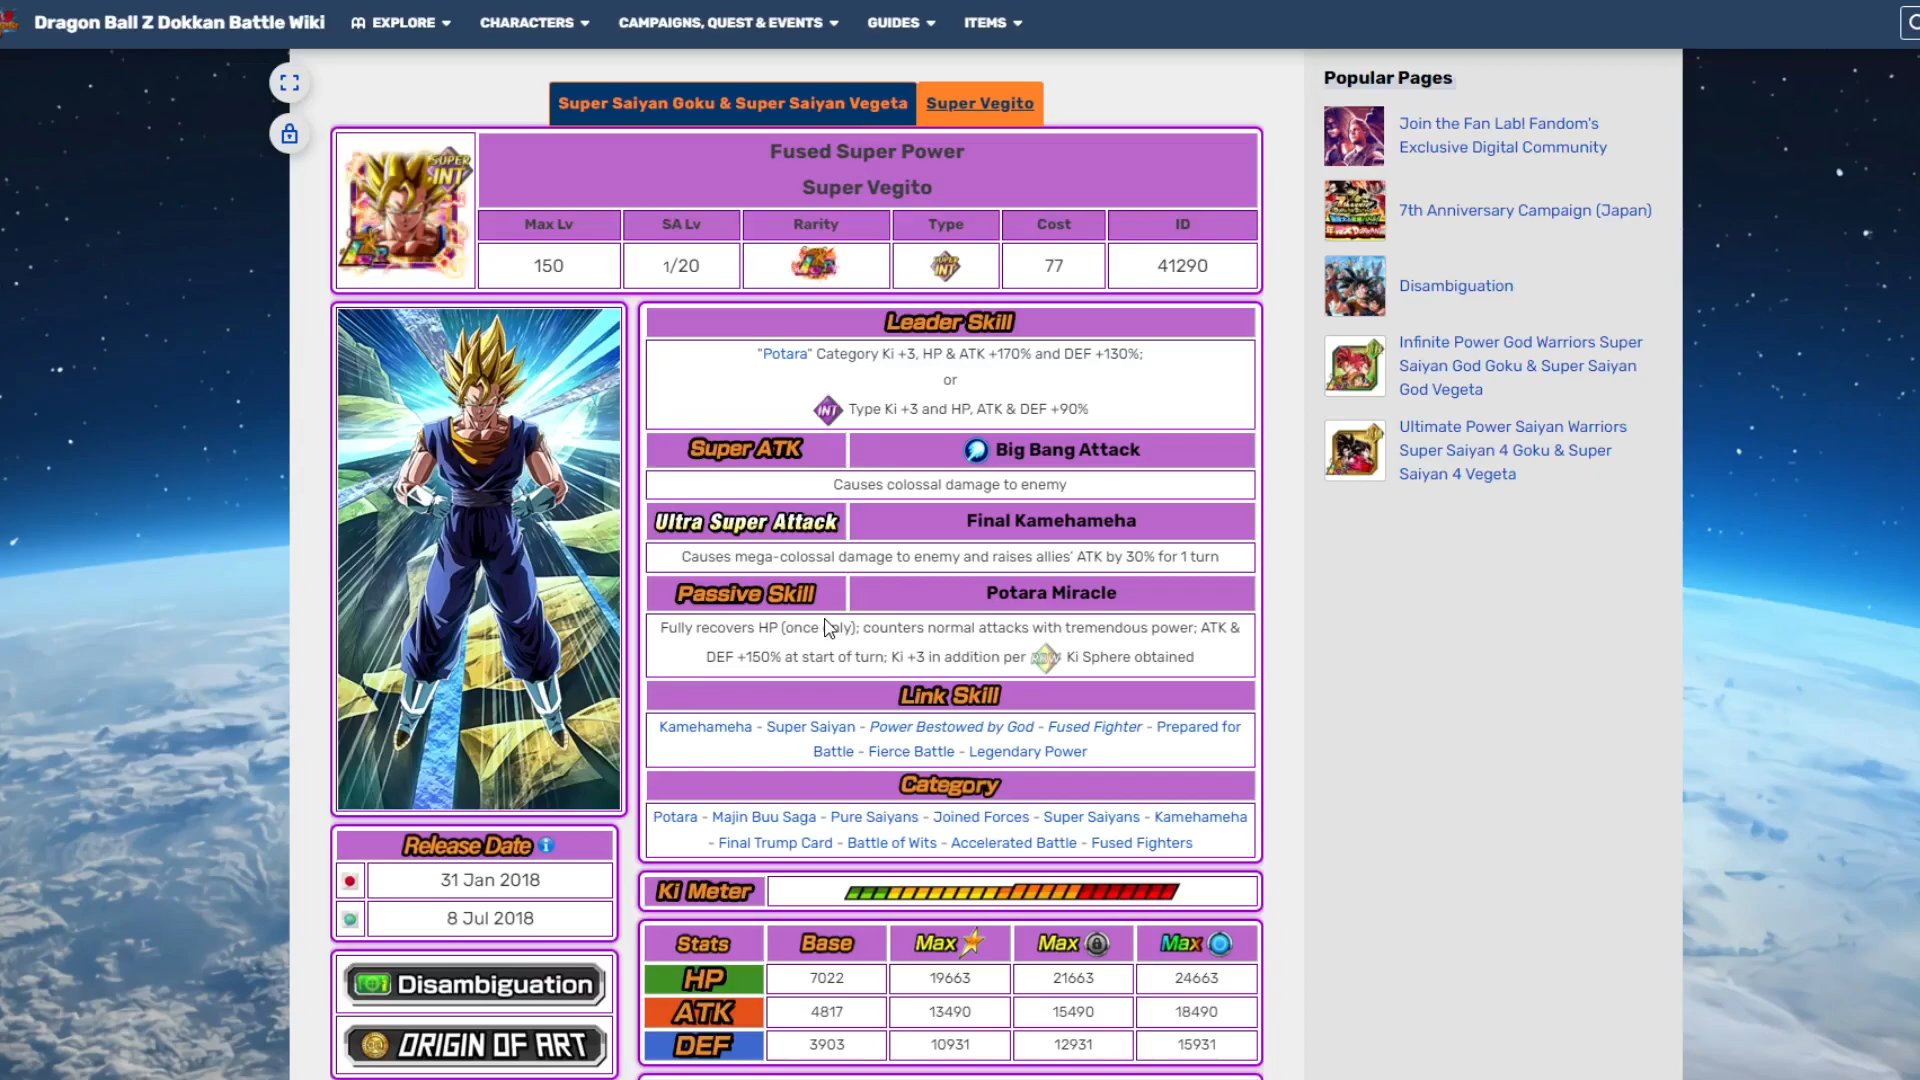 Dragon Ball Z Dokkan Battle Wiki
EXPLORE
CHARACTERS
CAMPAIGNS, QUEST & EVENTS
GUIDES
ITEMS
Super Saiyan Goku & Super Saiyan Vegeta
Super Vegito
SUPER
INT
LR
Fused Super Power
Super Vegito
Max Lv
SA Lv
Rarity
Type
Cost
ID
150
1/20
LR
SUPER
INT
77
41290
Leader Skill
"Potara" Category Ki +3, HP & ATK +170% and DEF +130%;
or
INT Type Ki +3 and HP, ATK & DEF +90%
Super ATK
Big Bang Attack
Causes colossal damage to enemy
Ultra Super Attack
Final Kamehameha
Causes mega-colossal damage to enemy and raises allies' ATK by 30% for 1 turn
Passive Skill
Potara Miracle
Fully recovers HP (once only); counters normal attacks with tremendous power; ATK &
DEF +150% at start of turn; Ki +3 in addition per Ki Sphere obtained
Link Skill
Kamehameha - Super Saiyan - Power Bestowed by God - Fused Fighter - Prepared for
Battle - Fierce Battle - Legendary Power
Category
Potara - Majin Buu Saga - Pure Saiyans - Joined Forces - Super Saiyans - Kamehameha
- Final Trump Card - Battle of Wits - Accelerated Battle - Fused Fighters
Release Date
31 Jan 2018
8 Jul 2018
Disambiguation
ORIGIN OF ART
Ki Meter
Stats
Base
Max
Max
Max
HP
7022
19663
21663
24663
ATK
4817
13490
15490
18490
DEF
3903
10931
12931
15931
Popular Pages
Join the Fan Lab! Fandom's
Exclusive Digital Community
7th Anniversary Campaign (Japan)
Disambiguation
Infinite Power God Warriors Super
Saiyan God Goku & Super Saiyan
God Vegeta
Ultimate Power Saiyan Warriors
Super Saiyan 4 Goku & Super
Saiyan 4 Vegeta